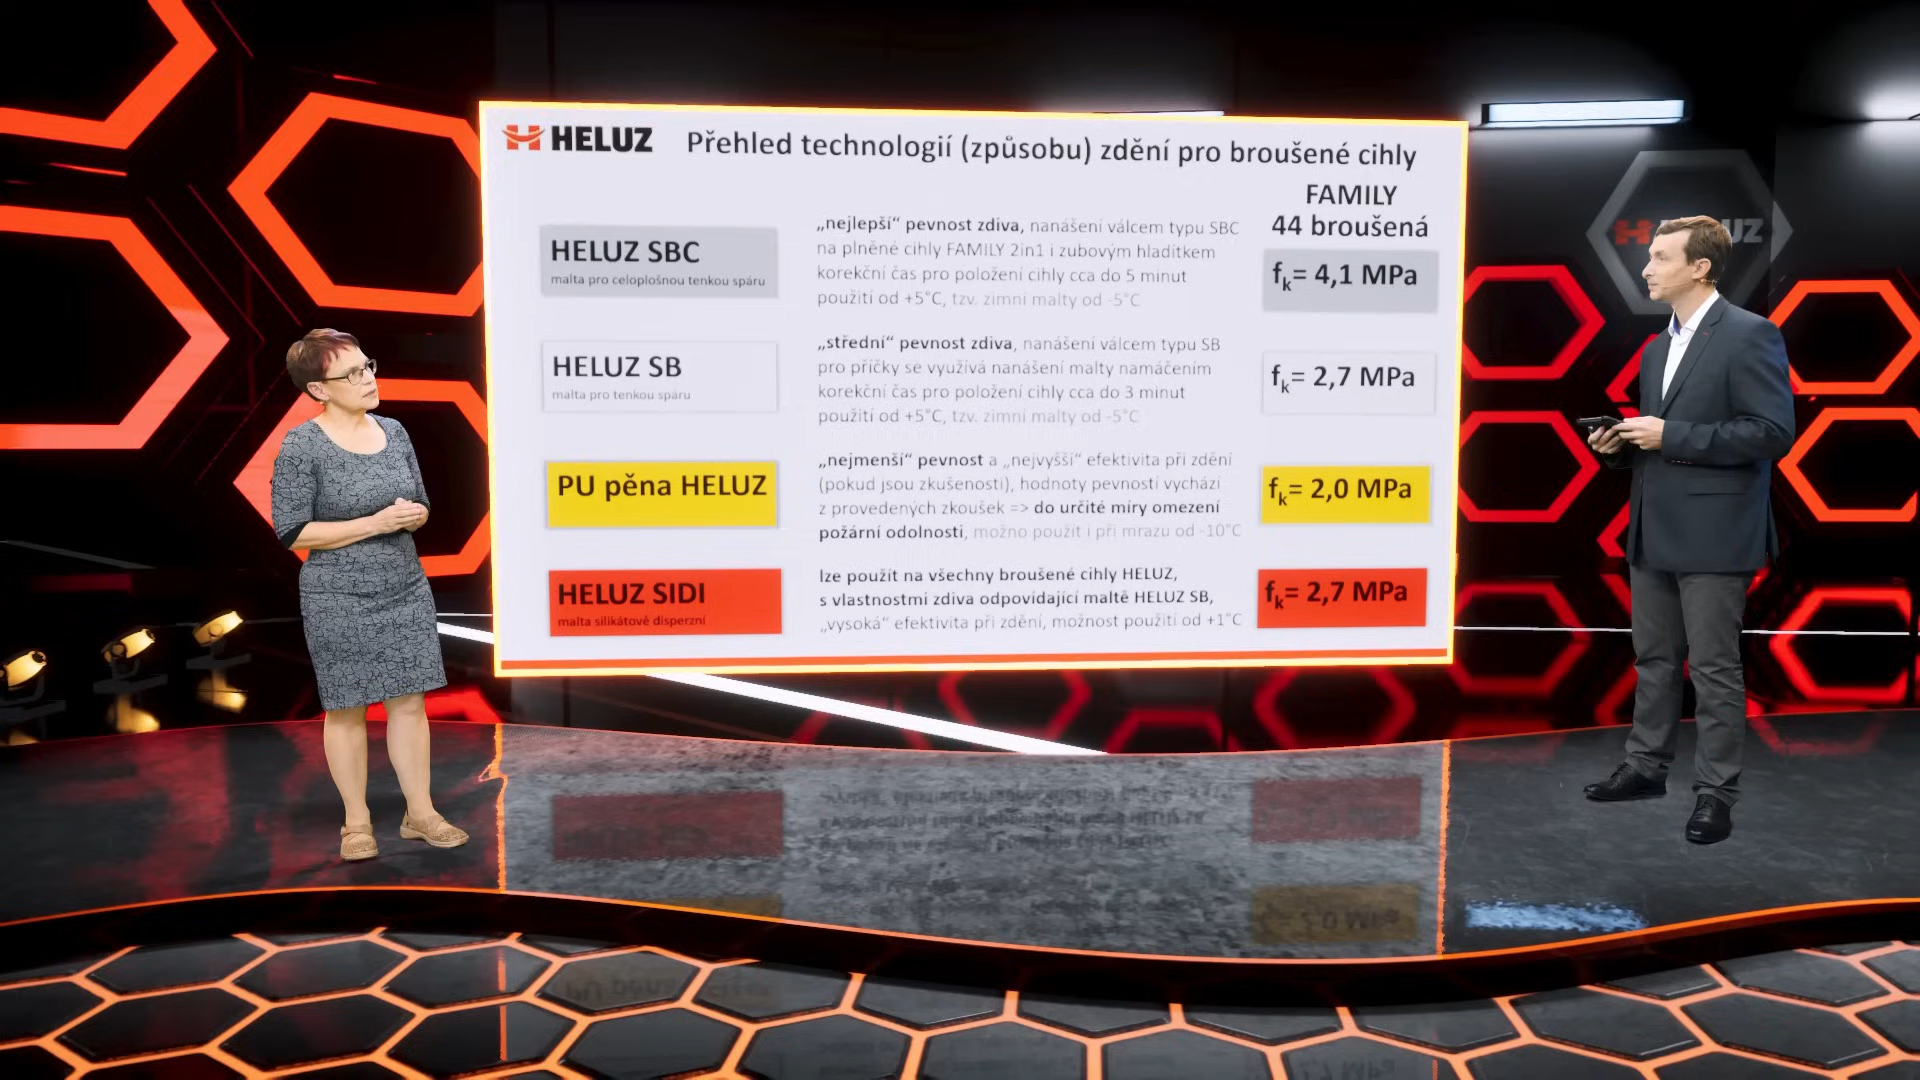 HELUZ
Přehled technologií (způsobu) zdění pro broušené cihly
FAMILY
44 broušená
HELUZ SBC
malta pro celoplošnou tenkou spáru
„nejlepší“ pevnost zdiva, nanášení válcem typu SBC
na plněné cihly FAMILY 2in1 i zubovým hladítkem
korekční čas pro položení cihly cca do 5 minut
použití od +5°C, tzv. zimní malty od -5°C
fk= 4,1 MPa
HELUZ SB
malta pro tenkou spáru
„střední“ pevnost zdiva, nanášení válcem typu SB
pro příčky se využívá nanášení malty namáčením
korekční čas pro položení cihly cca do 3 minut
použití od +5°C, tzv. zimní malty od -5°C
fk= 2,7 MPa
PU pěna HELUZ
„nejmenší“ pevnost a „nejvyšší“ efektivita při zdění
(pokud jsou zkušenosti), hodnoty pevností vychází
z provedených zkoušek => do určité míry omezení
požární odolnosti, možno použít i při mrazu od -10°C
fk= 2,0 MPa
HELUZ SIDI
malta silikátově disperzní
lze použít na všechny broušené cihly HELUZ,
s vlastnostmi zdiva odpovídající maltě HELUZ SB,
„vysoká“ efektivita při zdění, možnost použití od +1°C
fk= 2,7 MPa